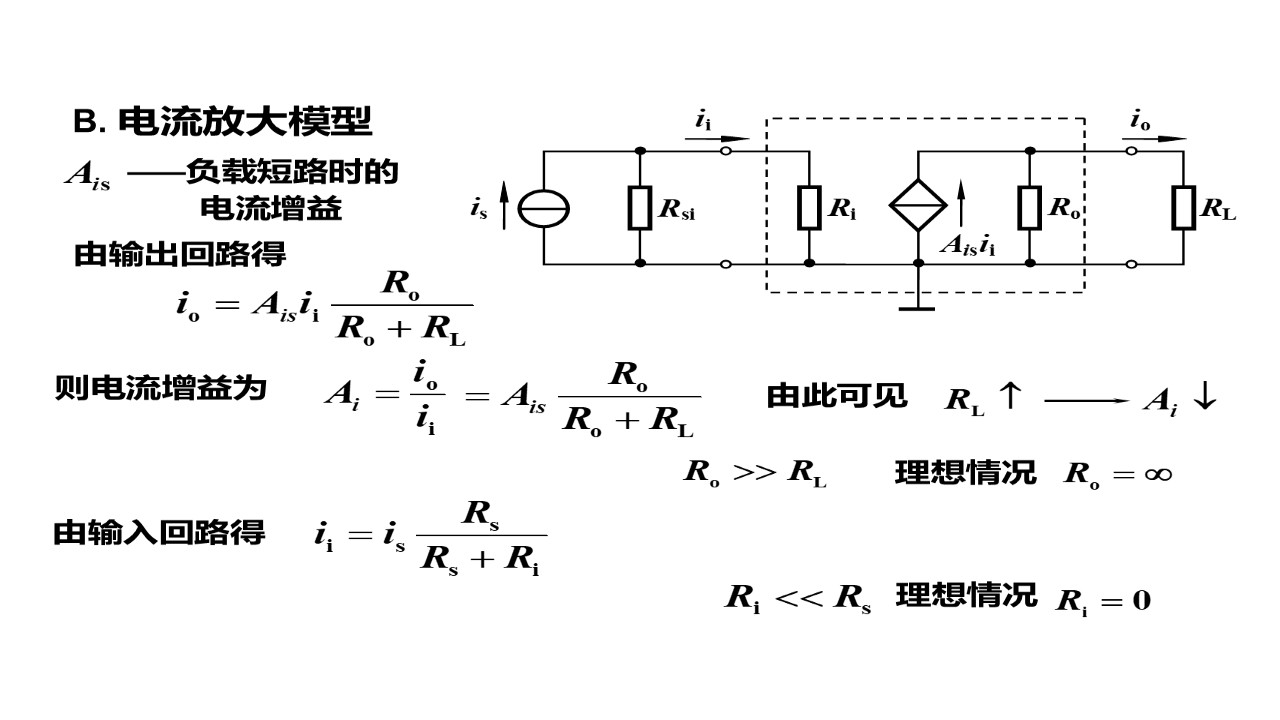 B. 电流放大模型
A_is ——负载短路时的
电流增益
由输出回路得
i_o = A_is i_i R_o / (R_o + R_L)
i_s R_si i_i R_i A_is i_i R_o i_o R_L
则电流增益为 A_i = i_o / i_i = A_is R_o / (R_o + R_L) 由此可见 R_L ↑ ⟶ A_i ↓
R_o >> R_L 理想情况 R_o = ∞
由输入回路得 i_i = i_s R_s / (R_s + R_i)
R_i << R_s 理想情况 R_i = 0